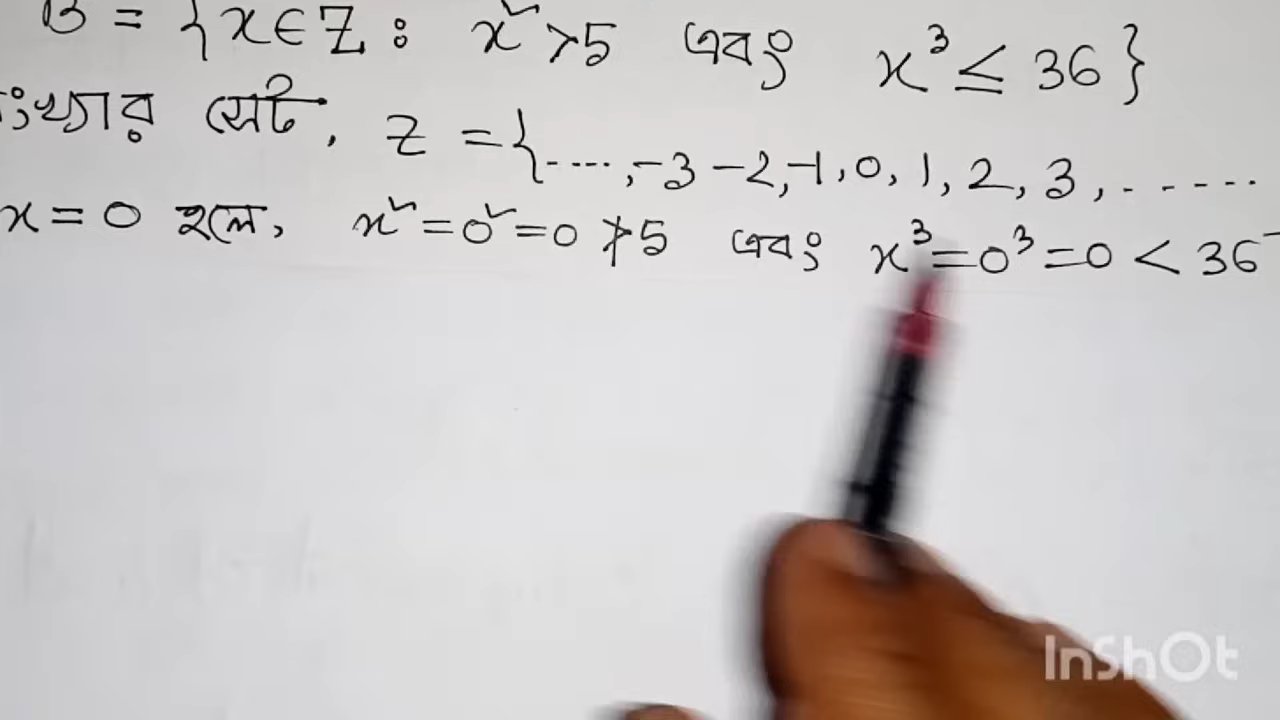 B = {x ∈ Z : x² > 5 এবং x³ ≤ 36}
ংখ্যার সেট, Z = {....., -3 -2, -1, 0, 1, 2, 3, ......
x = 0 হলে, x² = 0² = 0 ≯ 5 এবং x³ = 0³ = 0 < 36
InShOt